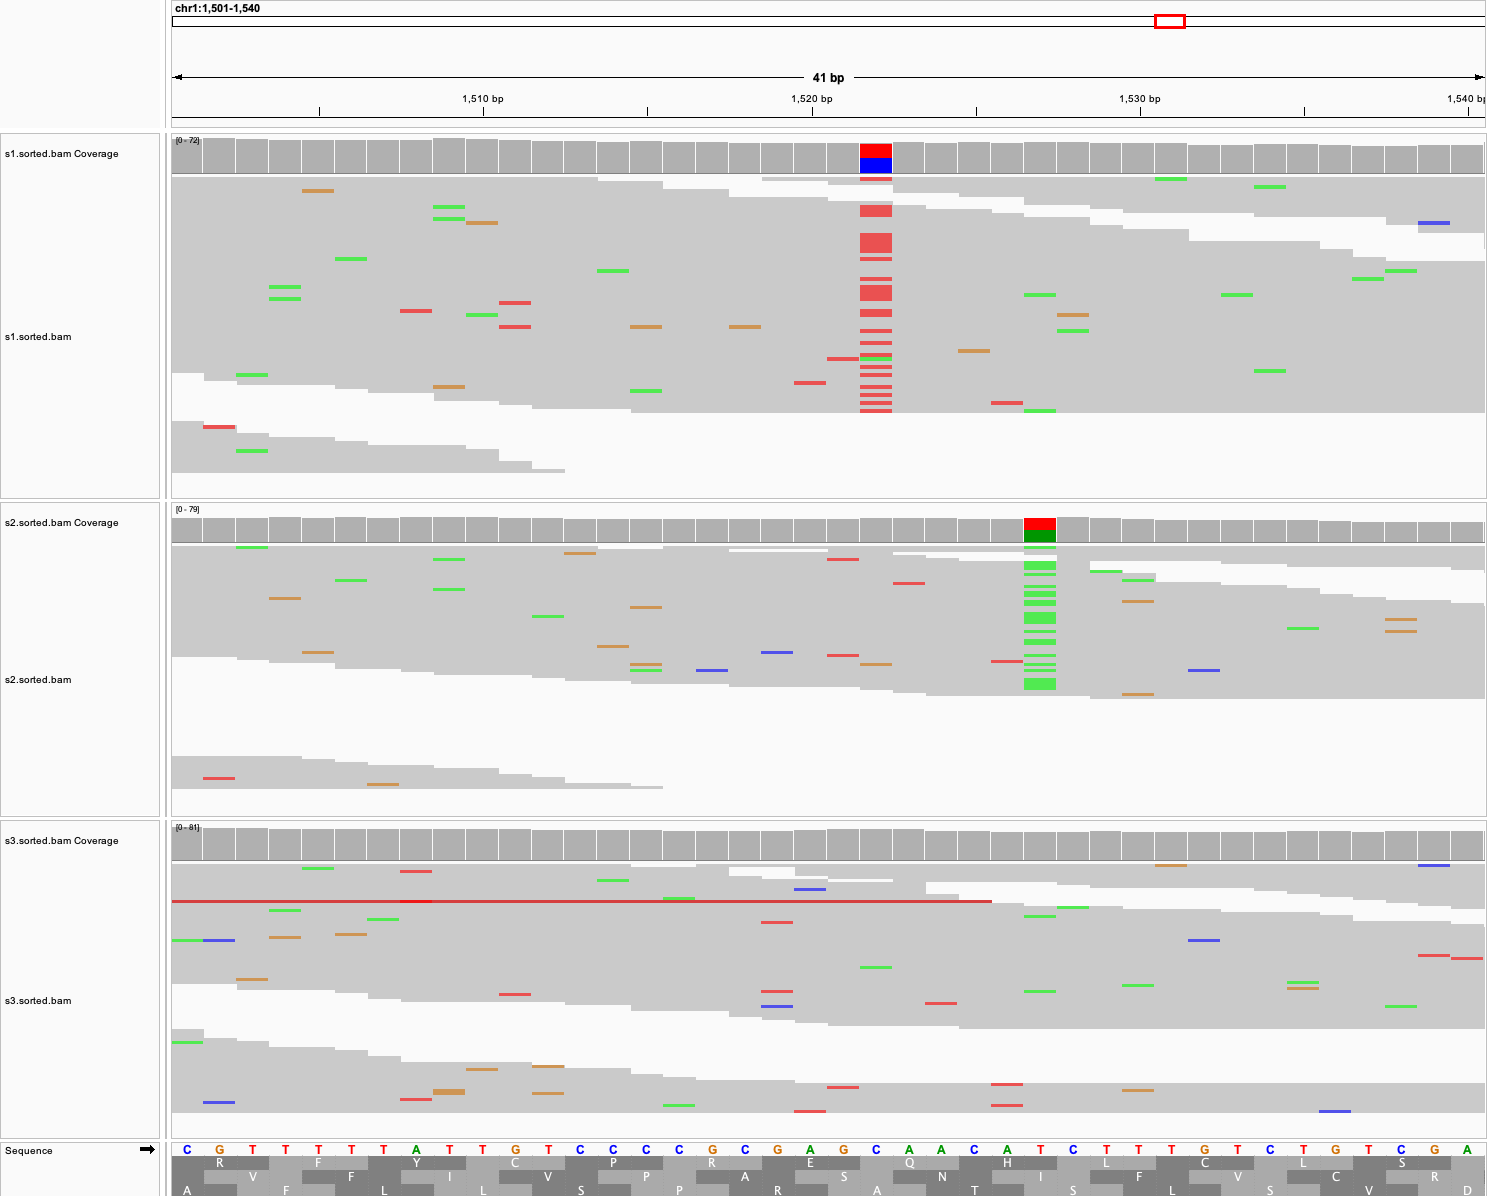 chr1:1,501-1,540
41 bp
1,510 bp 1,520 bp 1,530 bp 1,540 bp
s1.sorted.bam Coverage
[0 - 72]
s1.sorted.bam
s2.sorted.bam Coverage
[0 - 79]
s2.sorted.bam
s3.sorted.bam Coverage
[0 - 81]
s3.sorted.bam
Sequence C G T T T T T A T T G T C C C C G C G A G C A A C A T C T T T G T C T G T C G A
R F Y C P R E Q H L C L S
V F I V P A S N I F V C R
A F L L S P R A T S L S V D